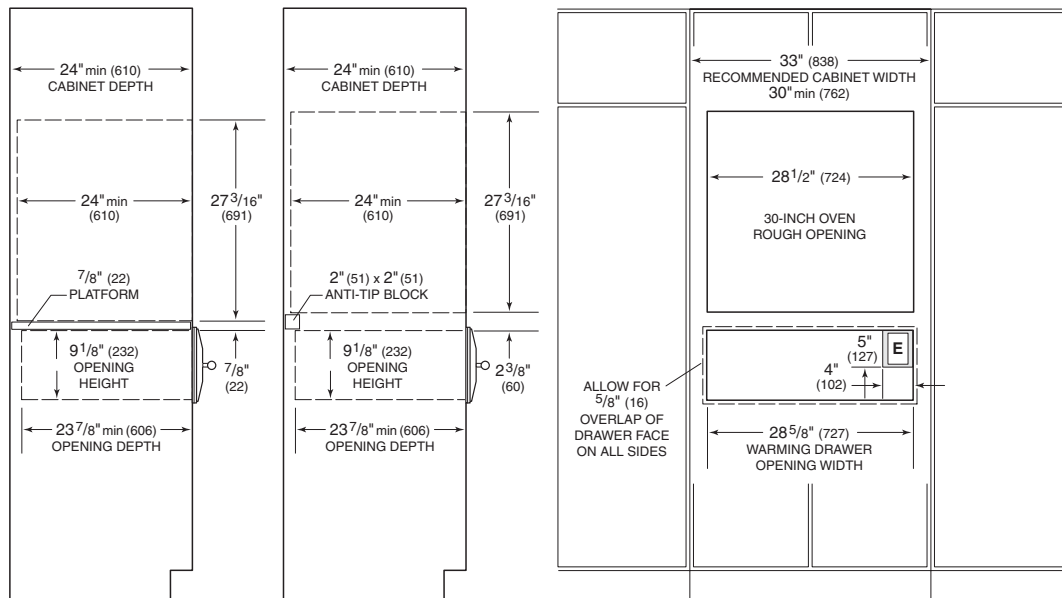 24" min (610)
CABINET DEPTH
24" min
(610)
27 3/16"
(691)
7/8" (22)
PLATFORM
9 1/8" (232)
OPENING
HEIGHT
7/8"
(22)
23 7/8" min (606)
OPENING DEPTH
24" min (610)
CABINET DEPTH
24" min
(610)
27 3/16"
(691)
2" (51) x 2" (51)
ANTI-TIP BLOCK
9 1/8" (232)
OPENING
HEIGHT
2 3/8"
(60)
23 7/8" min (606)
OPENING DEPTH
33" (838)
RECOMMENDED CABINET WIDTH
30" min (762)
28 1/2" (724)
30-INCH OVEN
ROUGH OPENING
5"
(127)
E
4"
(102)
ALLOW FOR
5/8" (16)
OVERLAP OF
DRAWER FACE
ON ALL SIDES
28 5/8" (727)
WARMING DRAWER
OPENING WIDTH